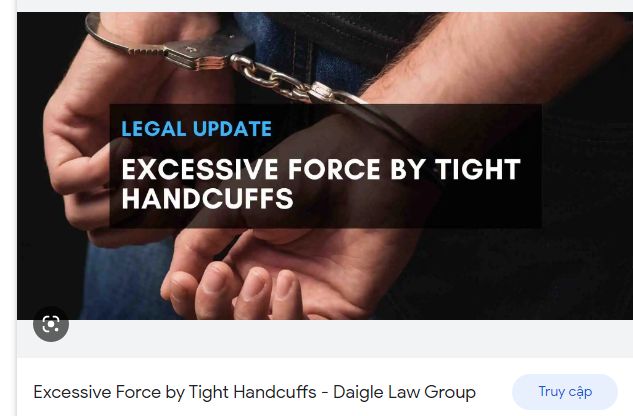 LEGAL UPDATE
EXCESSIVE FORCE BY TIGHT
HANDCUFFS
Excessive Force by Tight Handcuffs - Daigle Law Group
Truy cập